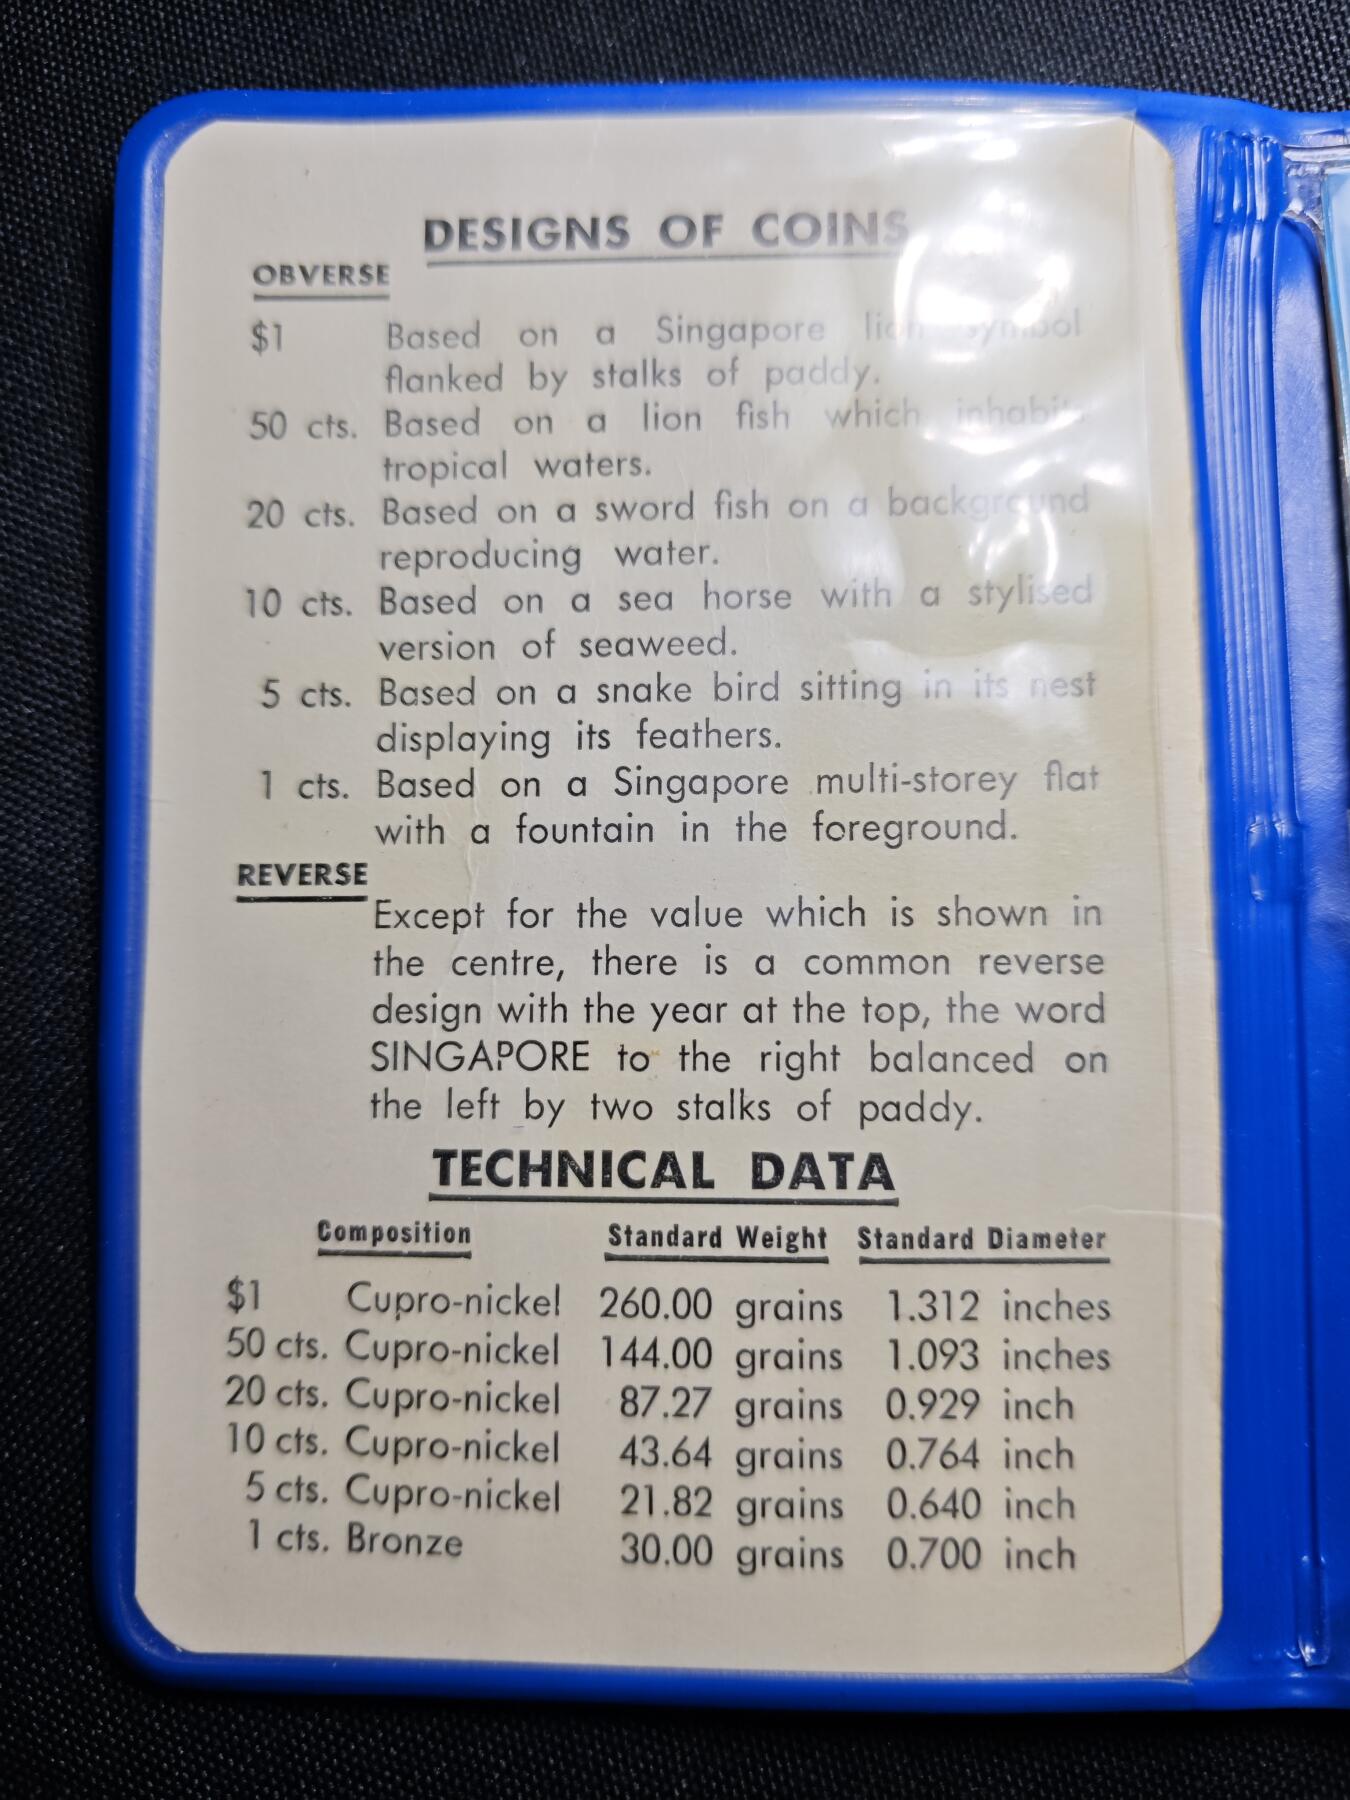 DESIGNS OF COINS
OBVERSE
$1 Based on a Singapore lion symbol
flanked by stalks of paddy.
50 cts. Based on a lion fish which inhabits
tropical waters.
20 cts. Based on a sword fish on a background
reproducing water.
10 cts. Based on a sea horse with a stylised
version of seaweed.
5 cts. Based on a snake bird sitting in its nest
displaying its feathers.
1 cts. Based on a Singapore multi-storey flat
with a fountain in the foreground.
REVERSE
Except for the value which is shown in
the centre, there is a common reverse
design with the year at the top, the word
SINGAPORE to the right balanced on
the left by two stalks of paddy.
TECHNICAL DATA
Composition Standard Weight Standard Diameter
$1 Cupro-nickel 260.00 grains 1.312 inches
50 cts. Cupro-nickel 144.00 grains 1.093 inches
20 cts. Cupro-nickel 87.27 grains 0.929 inch
10 cts. Cupro-nickel 43.64 grains 0.764 inch
5 cts. Cupro-nickel 21.82 grains 0.640 inch
1 cts. Bronze 30.00 grains 0.700 inch